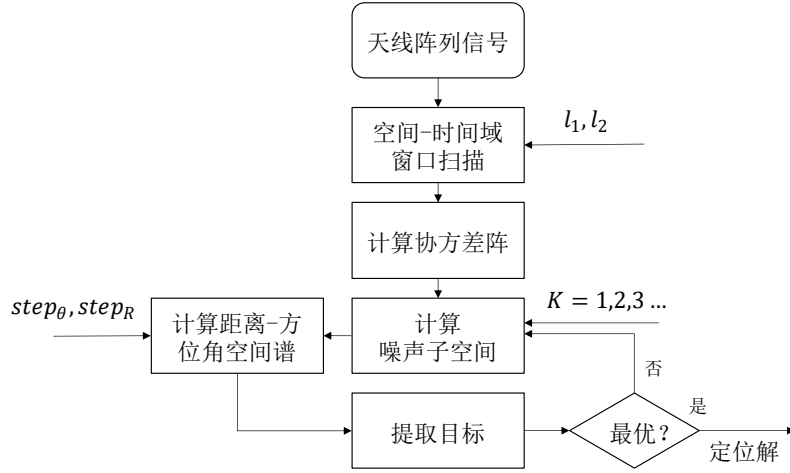 天线阵列信号
空间-时间域
窗口扫描
l₁, l₂
计算协方差阵
step_θ, step_R
计算距离-方
位角空间谱
计算
噪声子空间
K = 1,2,3 …
否
提取目标
最优？
是
定位解